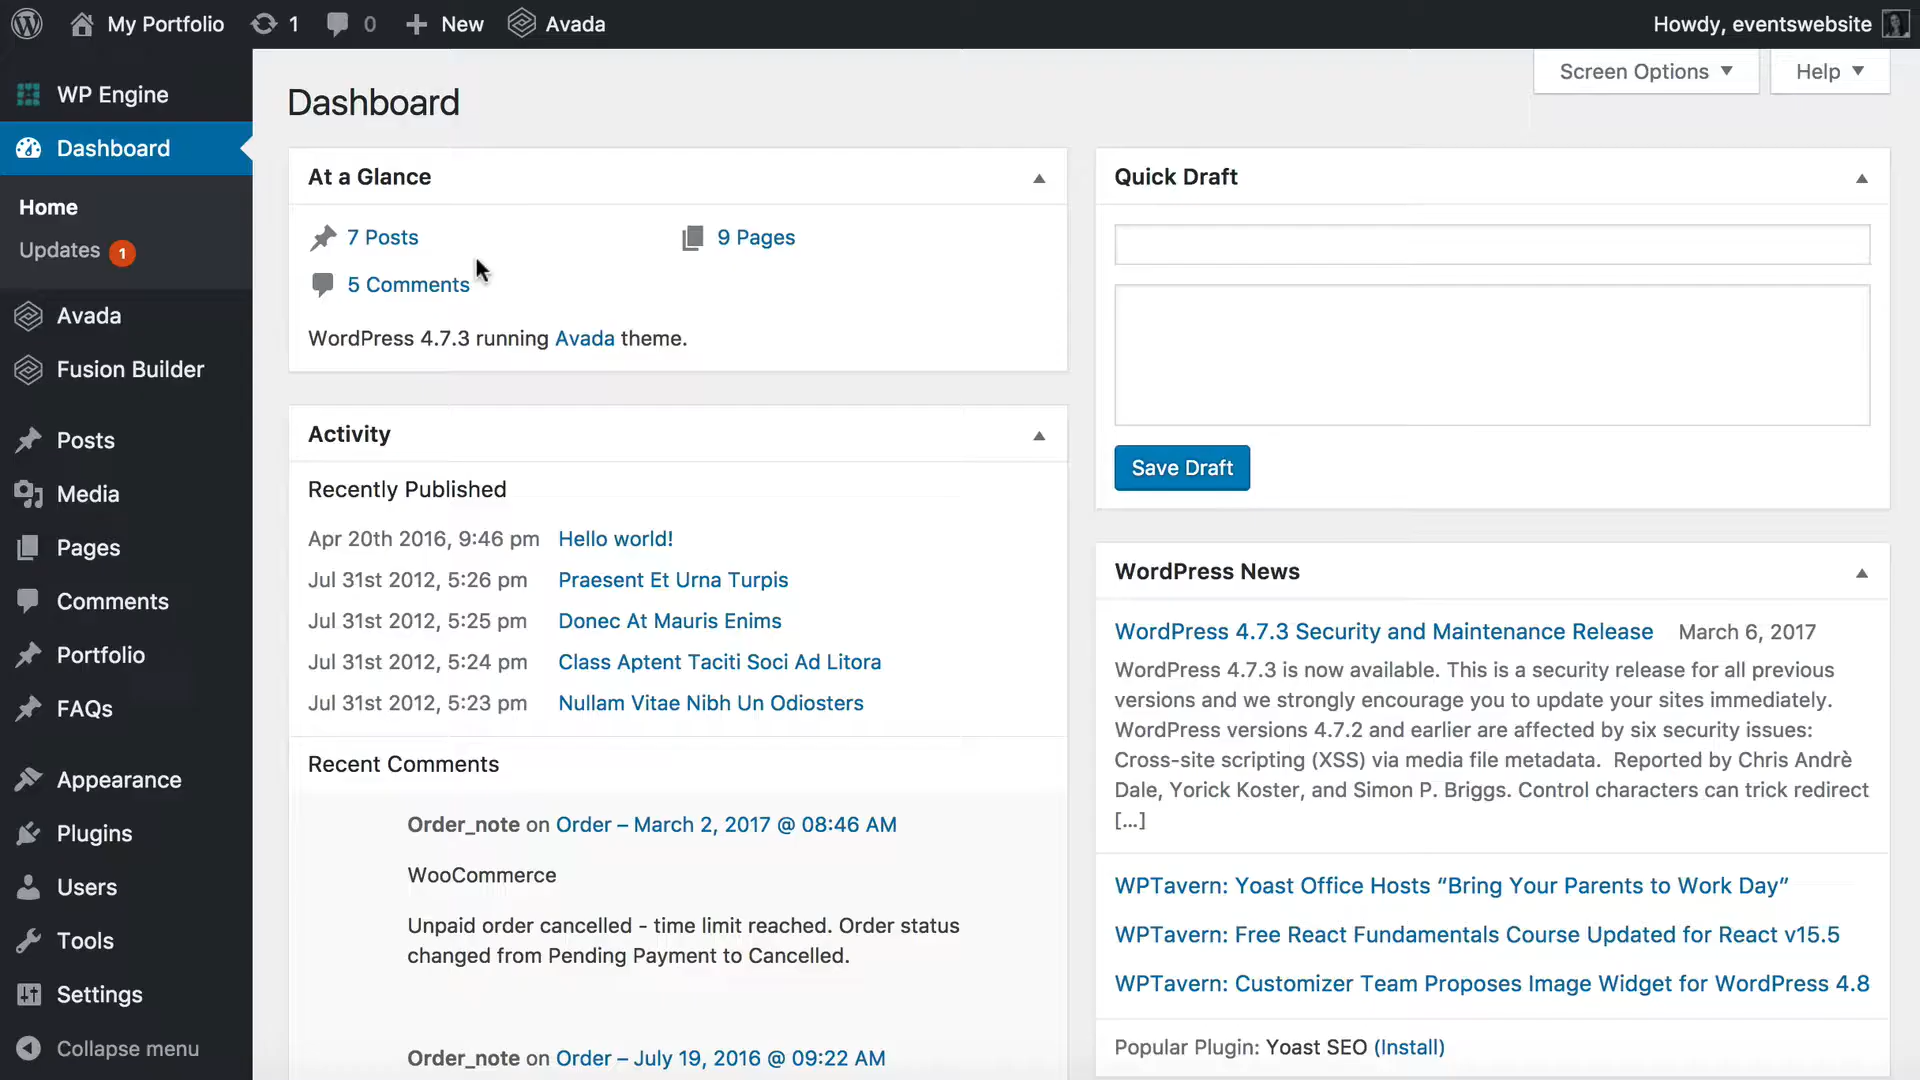 My Portfolio 1 0 New Avada Howdy, eventswebsite
WP Engine
Dashboard
Home
Updates 1
Avada
Fusion Builder
Posts
Media
Pages
Comments
Portfolio
FAQs
Appearance
Plugins
Users
Tools
Settings
Collapse menu
Screen Options Help
Dashboard
At a Glance
7 Posts 9 Pages
5 Comments
WordPress 4.7.3 running Avada theme.
Activity
Recently Published
Apr 20th 2016, 9:46 pm Hello world!
Jul 31st 2012, 5:26 pm Praesent Et Urna Turpis
Jul 31st 2012, 5:25 pm Donec At Mauris Enims
Jul 31st 2012, 5:24 pm Class Aptent Taciti Soci Ad Litora
Jul 31st 2012, 5:23 pm Nullam Vitae Nibh Un Odiosters
Recent Comments
Order_note on Order – March 2, 2017 @ 08:46 AM
WooCommerce
Unpaid order cancelled - time limit reached. Order status
changed from Pending Payment to Cancelled.
Order_note on Order – July 19, 2016 @ 09:22 AM
Quick Draft
Save Draft
WordPress News
WordPress 4.7.3 Security and Maintenance Release March 6, 2017
WordPress 4.7.3 is now available. This is a security release for all previous
versions and we strongly encourage you to update your sites immediately.
WordPress versions 4.7.2 and earlier are affected by six security issues:
Cross-site scripting (XSS) via media file metadata. Reported by Chris Andrè
Dale, Yorick Koster, and Simon P. Briggs. Control characters can trick redirect
[…]
WPTavern: Yoast Office Hosts “Bring Your Parents to Work Day”
WPTavern: Free React Fundamentals Course Updated for React v15.5
WPTavern: Customizer Team Proposes Image Widget for WordPress 4.8
Popular Plugin: Yoast SEO (Install)